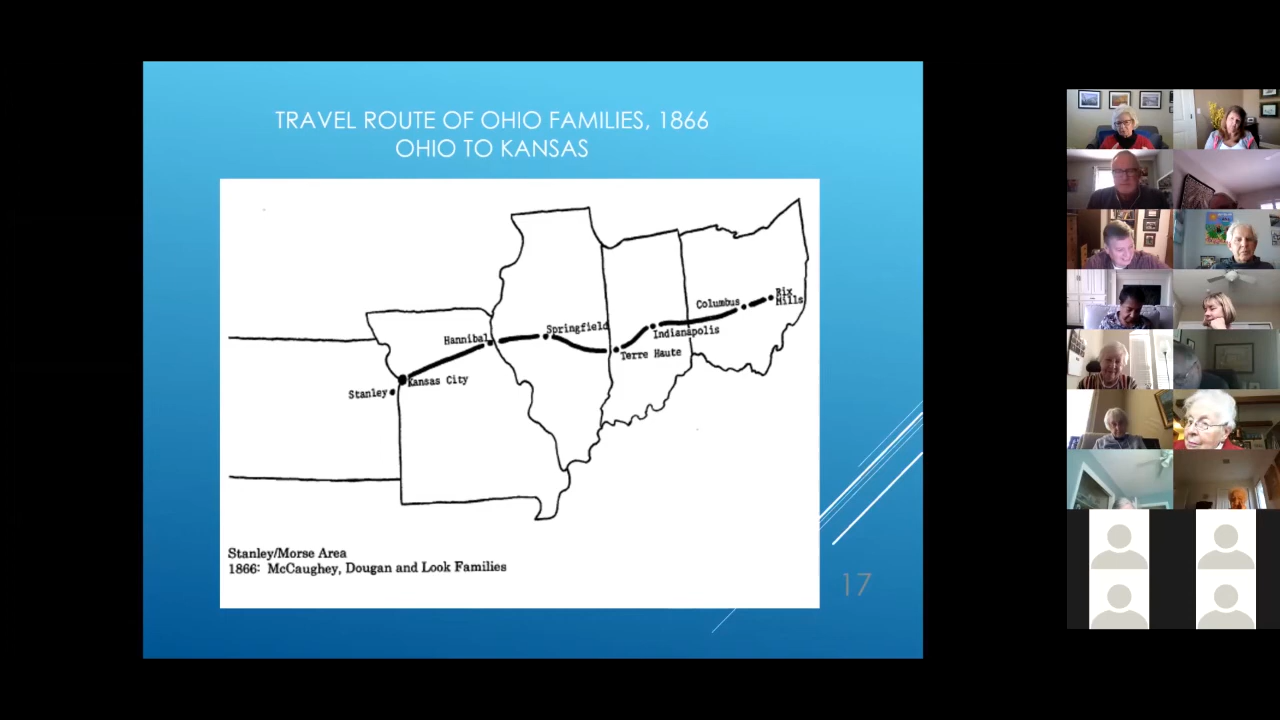 TRAVEL ROUTE OF OHIO FAMILIES, 1866
OHIO TO KANSAS
Rix
Hills
Columbus
Indianapolis
Springfield
Hannibal
Terre Haute
Kansas City
Stanley
Stanley/Morse Area
1866: McCaughey, Dougan and Look Families
17